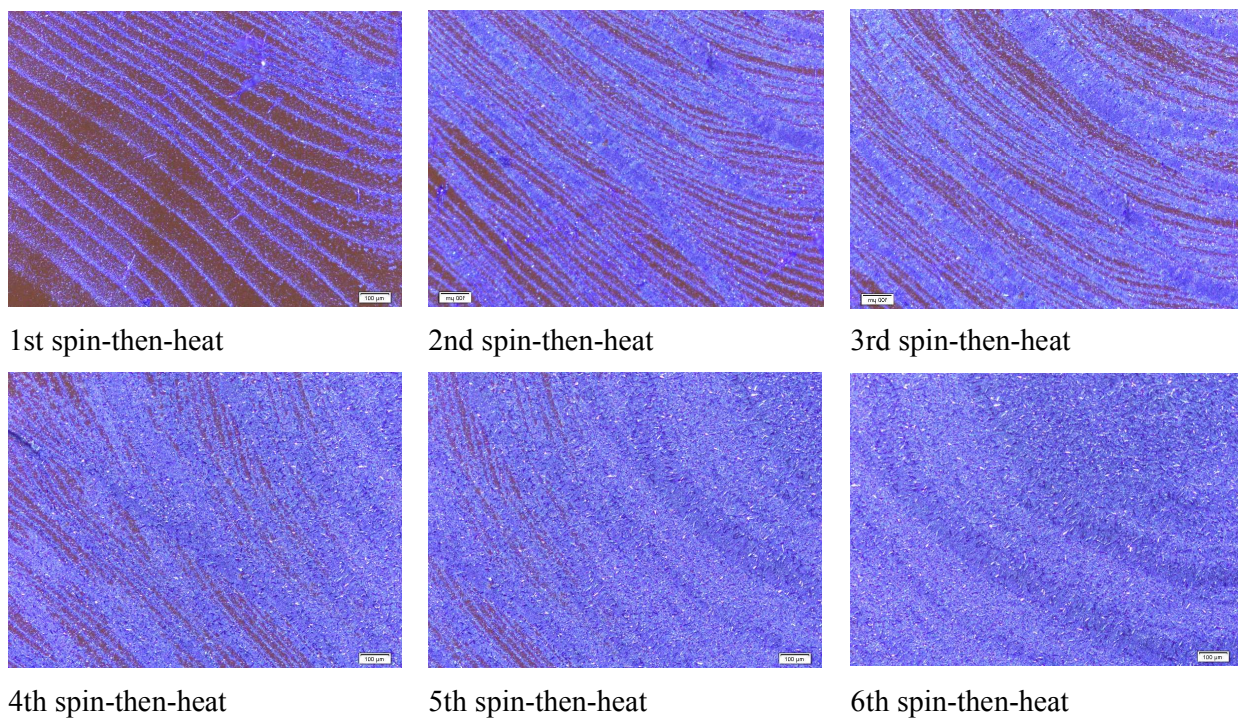 100 µm
100 µm
100 µm
1st spin-then-heat
2nd spin-then-heat
3rd spin-then-heat
100 µm
100 µm
100 µm
4th spin-then-heat
5th spin-then-heat
6th spin-then-heat